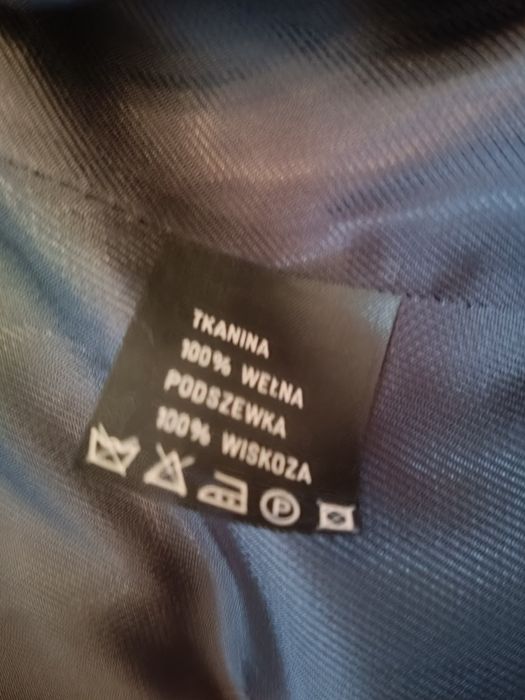 TKANINA
100% WEŁNA
PODSZEWKA
100% WISKOZA
P